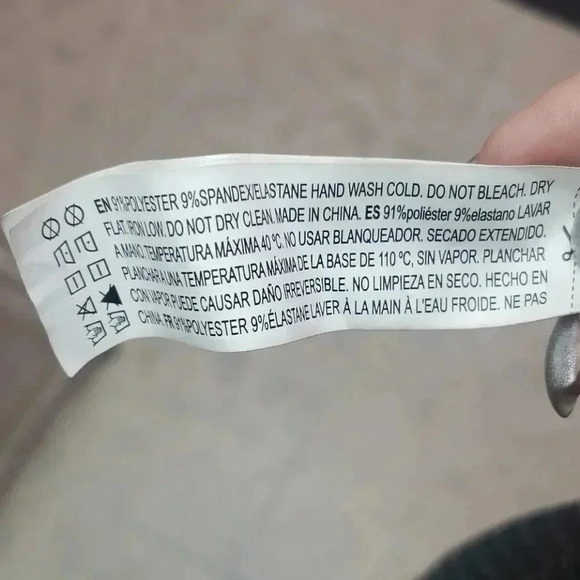 EN 91%POLYESTER 9%SPANDEX/ELASTANE HAND WASH COLD. DO NOT BLEACH. DRY
FLAT. IRON LOW. DO NOT DRY CLEAN.MADE IN CHINA. ES 91%poliéster 9%elastano LAVAR
A MANO. TEMPERATURA MÁXIMA 40 ºC. NO USAR BLANQUEADOR. SECADO EXTENDIDO.
PLANCHAR A UNA TEMPERATURA MÁXIMA DE LA BASE DE 110 ºC, SIN VAPOR. PLANCHAR
CON VAPOR PUEDE CAUSAR DAÑO IRREVERSIBLE. NO LIMPIEZA EN SECO. HECHO EN
CHINA. FR 91%POLYESTER 9%ÉLASTANE LAVER À LA MAIN À L'EAU FROIDE. NE PAS